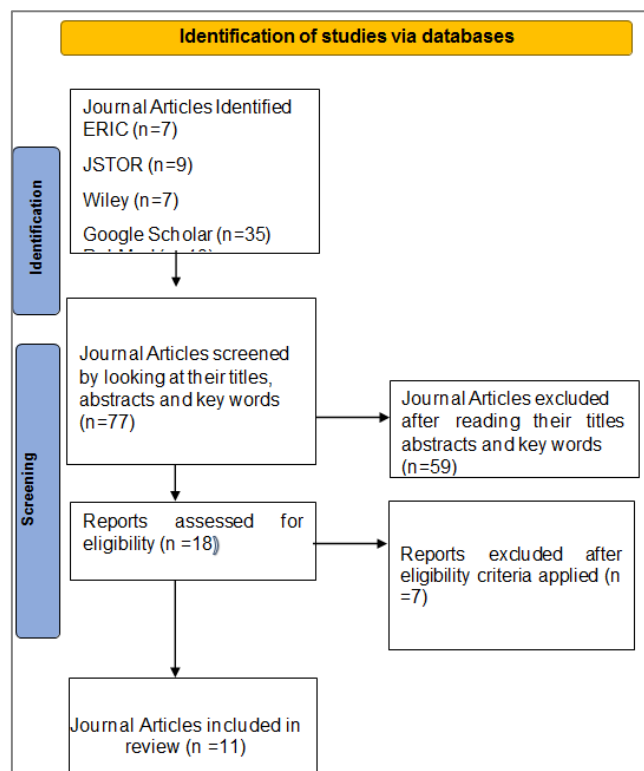 Identification of studies via databases
Journal Articles Identified
ERIC (n=7)
JSTOR (n=9)
Wiley (n=7)
Google Scholar (n=35)
Identification
Journal Articles screened
by looking at their titles,
abstracts and key words
(n=77)
Journal Articles excluded
after reading their titles
abstracts and key words
(n=59)
Screening
Reports assessed for
eligibility (n =18)
Reports excluded after
eligibility criteria applied (n
=7)
Journal Articles included in
review (n =11)